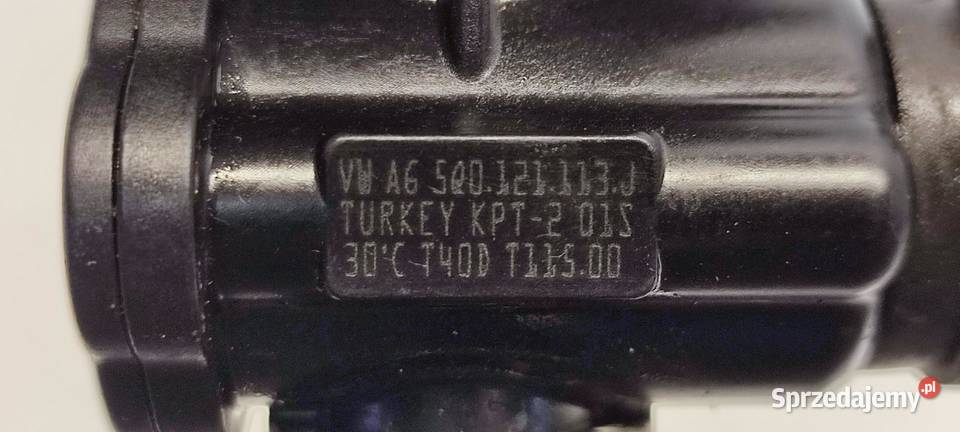 VW AG 5Q0.121.113.J
TURKEY KPT-2 01S
30°C T40D T115.00
Sprzedajemy.pl